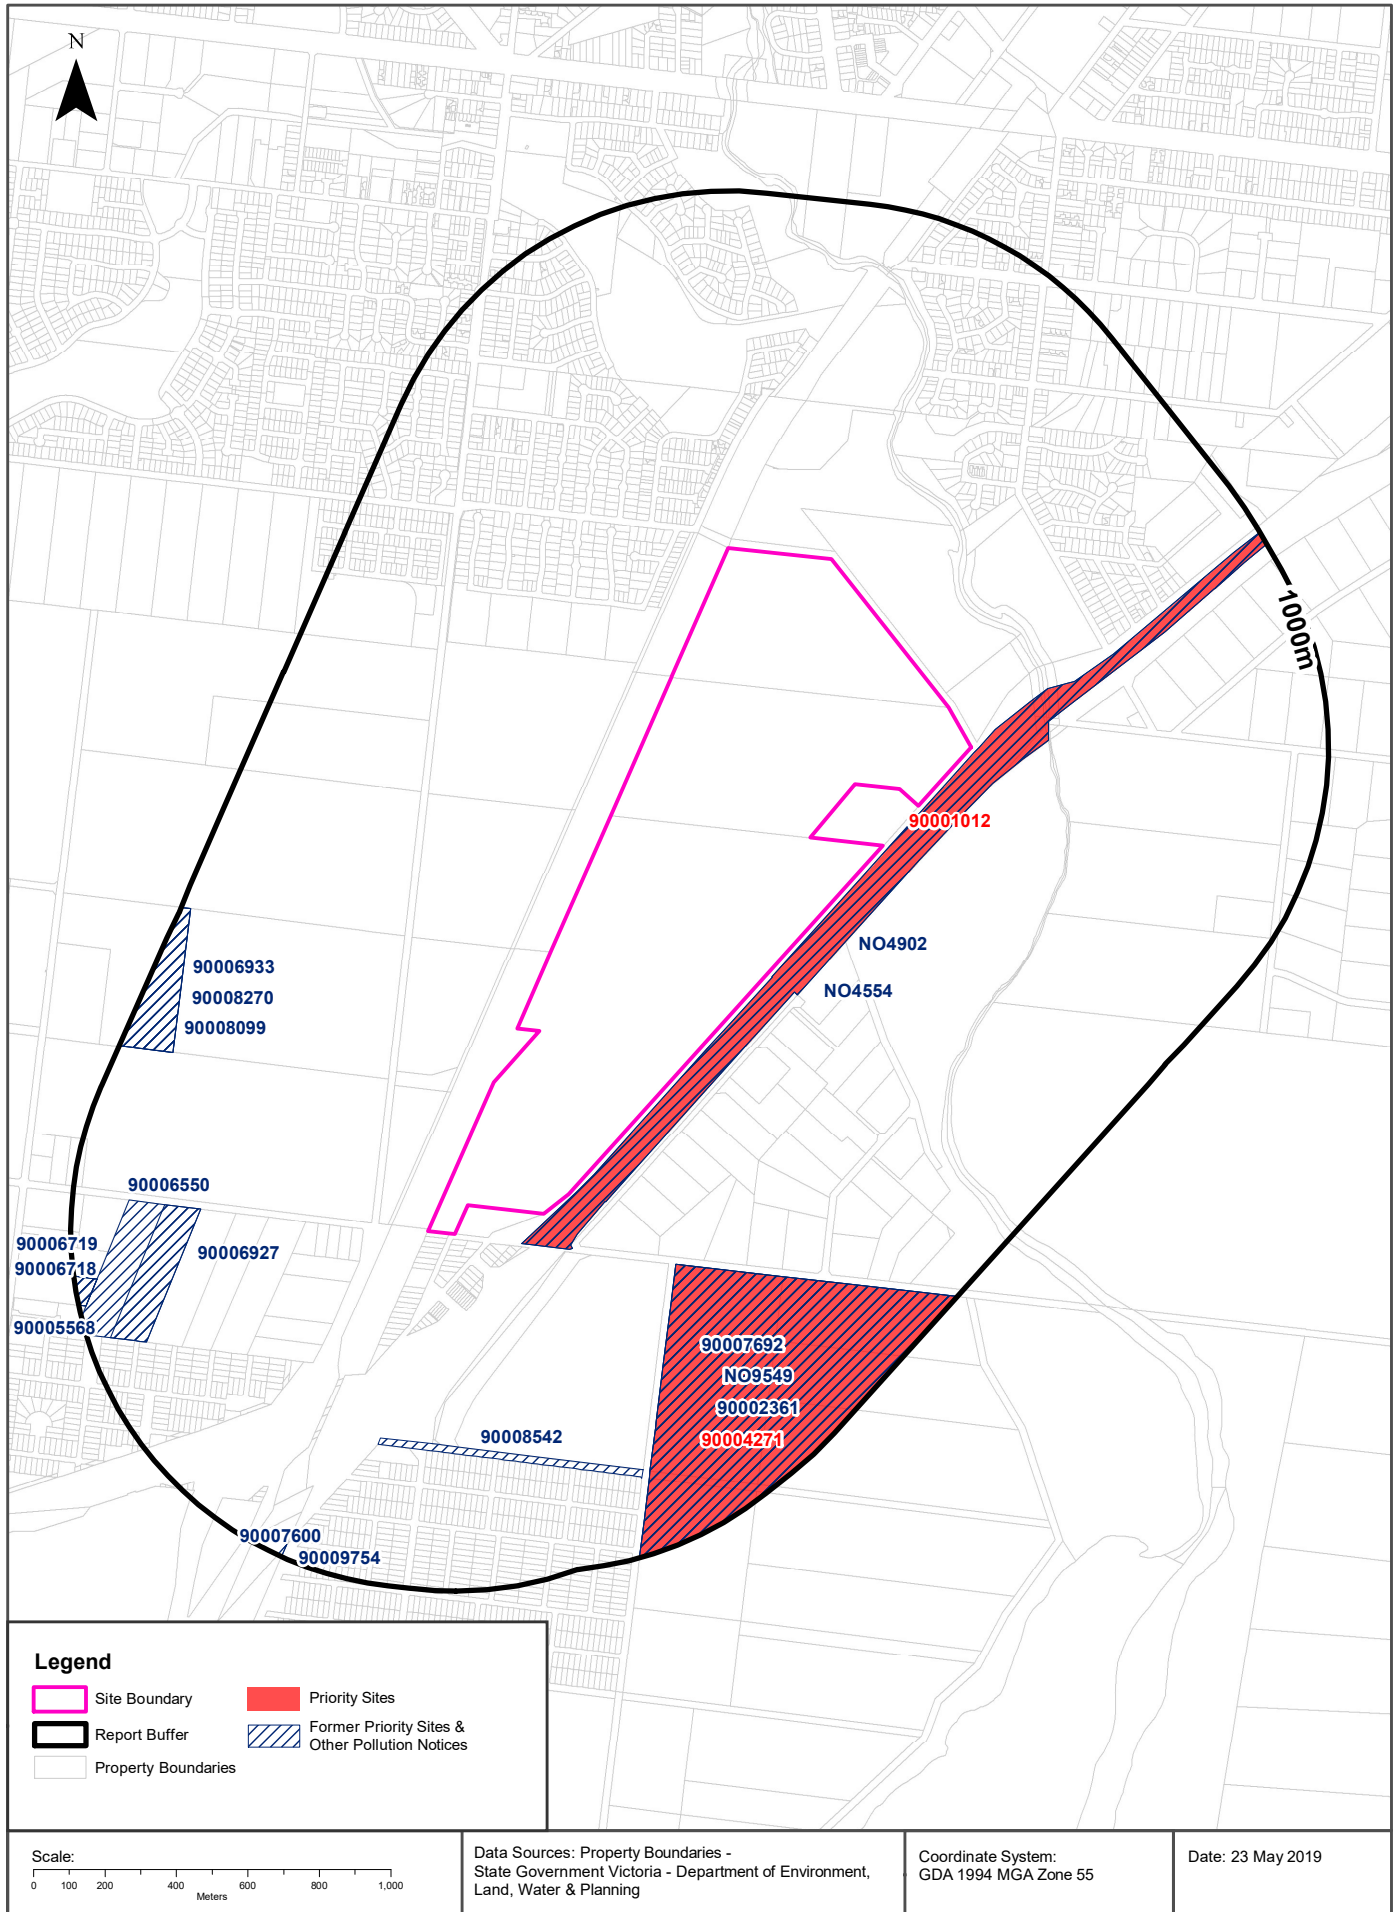 N
1000m
90001012
NO4902
NO4554
90006933
90008270
90008099
90006550
90006719
90006927
90006718
90005568
90007692
NO9549
90002361
90004271
90008542
90007600
90009754
Legend
Site Boundary
Priority Sites
Report Buffer
Former Priority Sites &
Other Pollution Notices
Property Boundaries
Scale:
0 100 200 400 600 800 1,000
Meters
Data Sources: Property Boundaries -
State Government Victoria - Department of Environment,
Land, Water & Planning
Coordinate System:
GDA 1994 MGA Zone 55
Date: 23 May 2019